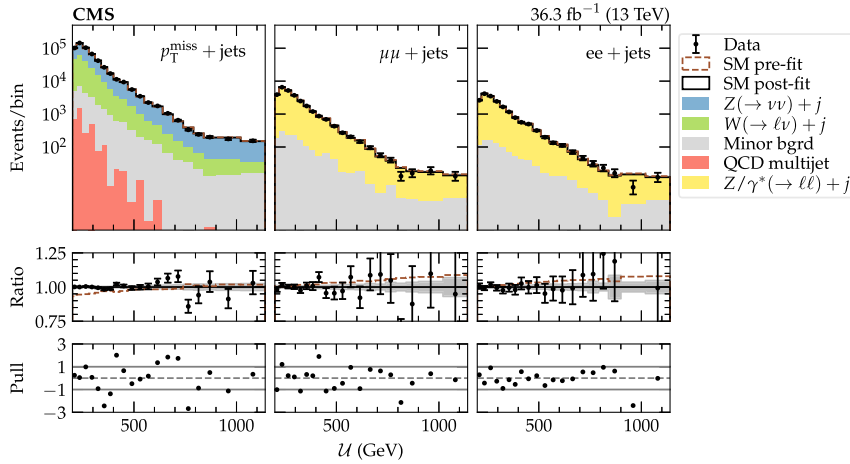 CMS
36.3 fb⁻¹ (13 TeV)
p_T^miss + jets
μμ + jets
ee + jets
Data
SM pre-fit
SM post-fit
Z(→ νν) + j
W(→ ℓν) + j
Minor bgrd
QCD multijet
Z/γ*(→ ℓℓ) + j
Events/bin
10⁵
10⁴
10³
10²
Ratio
1.25
1.00
0.75
Pull
3
1
−1
−3
500 1000 500 1000 500 1000
𝒰 (GeV)